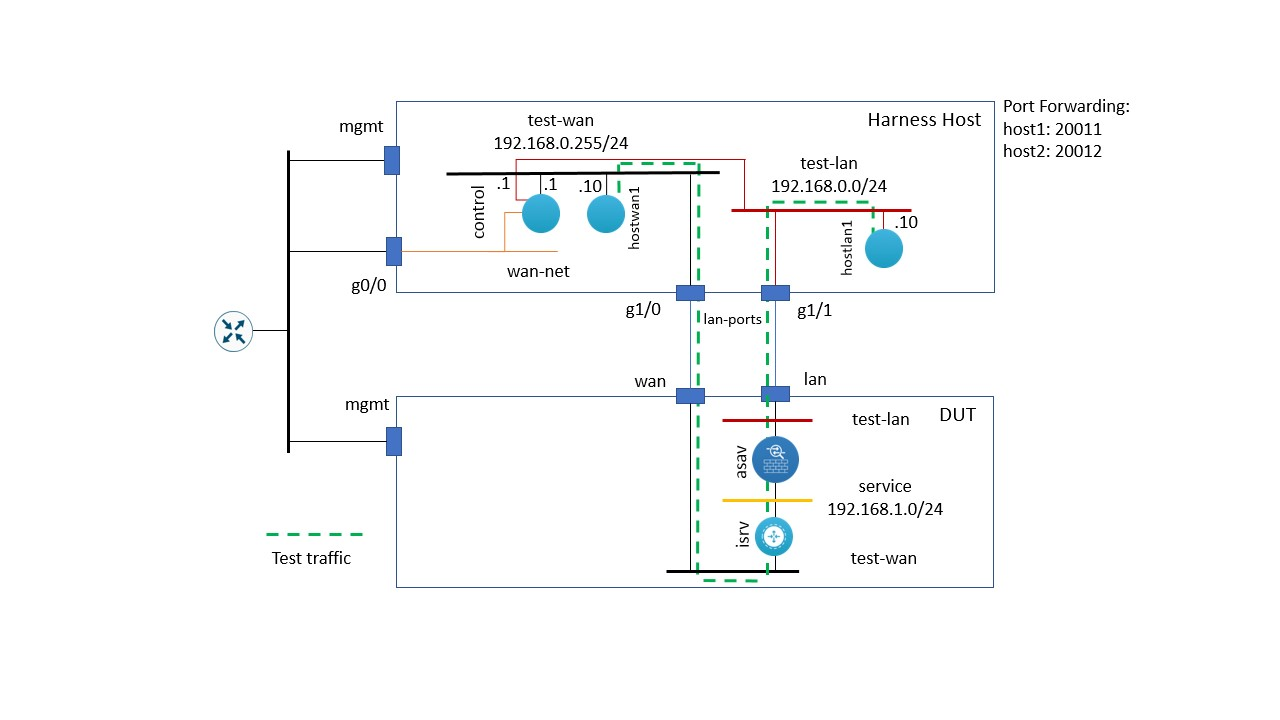 Port Forwarding:
host1: 20011
host2: 20012
Harness Host
mgmt
test-wan
192.168.0.255/24
test-lan
192.168.0.0/24
.1
.1
.10
control
hostwan1
hostlan1
.10
wan-net
g0/0
g1/0
lan-ports
g1/1
wan
lan
mgmt
test-lan
DUT
asav
service
192.168.1.0/24
isrv
test-wan
Test traffic